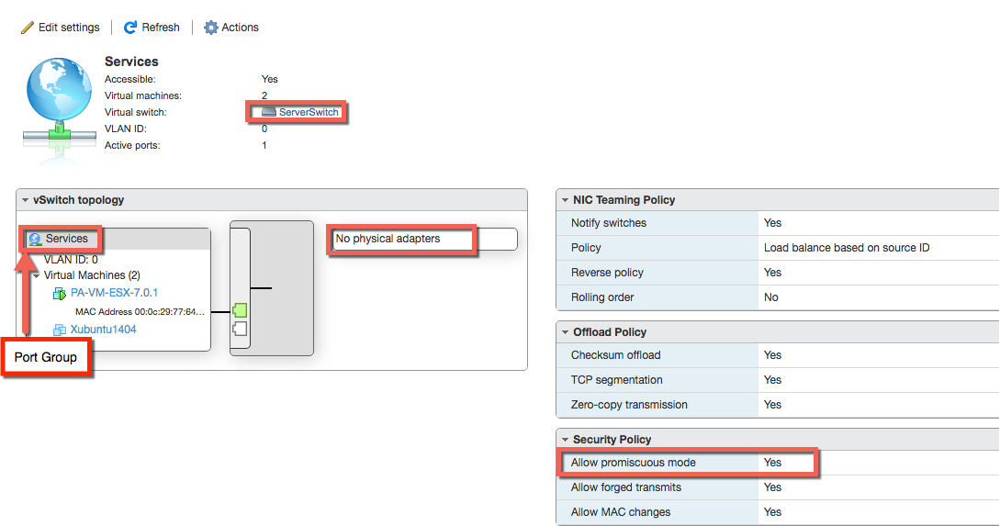 Edit settings Refresh Actions
Services
Accessible: Yes
Virtual machines: 2
Virtual switch: ServerSwitch
VLAN ID: 0
Active ports: 1
vSwitch topology
Services
VLAN ID: 0
Virtual Machines (2)
PA-VM-ESX-7.0.1
MAC Address 00:0c:29:77:64...
Xubuntu1404
No physical adapters
Port Group
NIC Teaming Policy
Notify switches Yes
Policy Load balance based on source ID
Reverse policy Yes
Rolling order No
Offload Policy
Checksum offload Yes
TCP segmentation Yes
Zero-copy transmission Yes
Security Policy
Allow promiscuous mode Yes
Allow forged transmits Yes
Allow MAC changes Yes